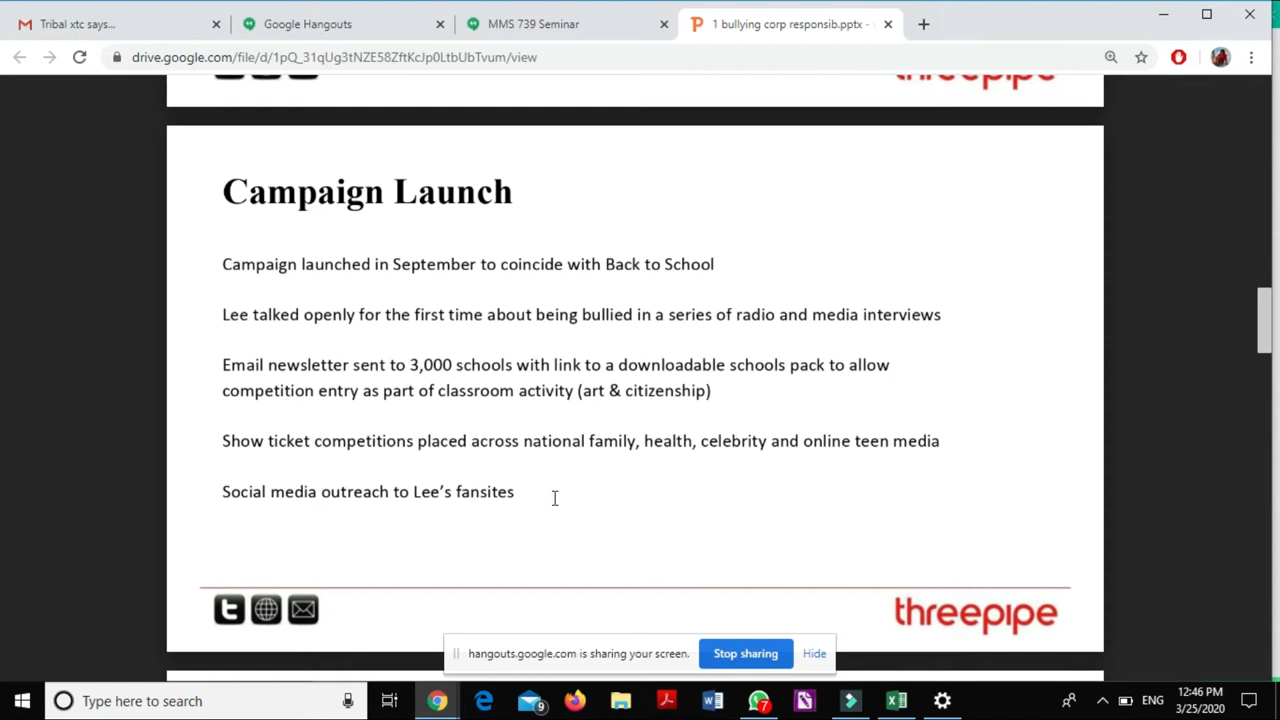 Tribal xtc says...
Google Hangouts
MMS 739 Seminar
1 bullying corp responsib.pptx -
drive.google.com/file/d/1pQ_31qUg3tNZE58ZftKcJp0LtbUbTvum/view
threepipe
Campaign Launch
Campaign launched in September to coincide with Back to School
Lee talked openly for the first time about being bullied in a series of radio and media interviews
Email newsletter sent to 3,000 schools with link to a downloadable schools pack to allow
competition entry as part of classroom activity (art & citizenship)
Show ticket competitions placed across national family, health, celebrity and online teen media
Social media outreach to Lee’s fansites
threepipe
hangouts.google.com is sharing your screen.
Stop sharing
Hide
Type here to search
9
7
ENG
12:46 PM
3/25/2020